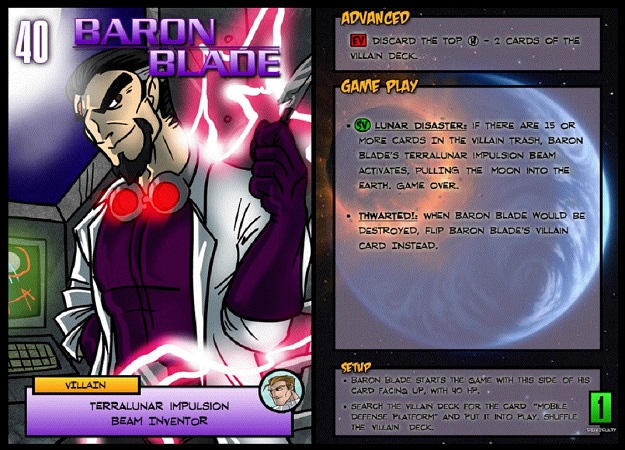 40
BARON
BLADE
VILLAIN
TERRALUNAR IMPULSION
BEAM INVENTOR
ADVANCED
EV DISCARD THE TOP H - 2 CARDS OF THE
VILLAIN DECK.
GAME PLAY
• SV LUNAR DISASTER: IF THERE ARE 15 OR
MORE CARDS IN THE VILLAIN TRASH, BARON
BLADE'S TERRALUNAR IMPULSION BEAM
ACTIVATES, PULLING THE MOON INTO THE
EARTH. GAME OVER.
• THWARTED!: WHEN BARON BLADE WOULD BE
DESTROYED, FLIP BARON BLADE'S VILLAIN
CARD INSTEAD.
SETUP
• BARON BLADE STARTS THE GAME WITH THIS SIDE OF HIS
CARD FACING UP, WITH 40 HP.
• SEARCH THE VILLAIN DECK FOR THE CARD "MOBILE
DEFENSE PLATFORM" AND PUT IT INTO PLAY. SHUFFLE
THE VILLAIN DECK.
1
DIFFICULTY